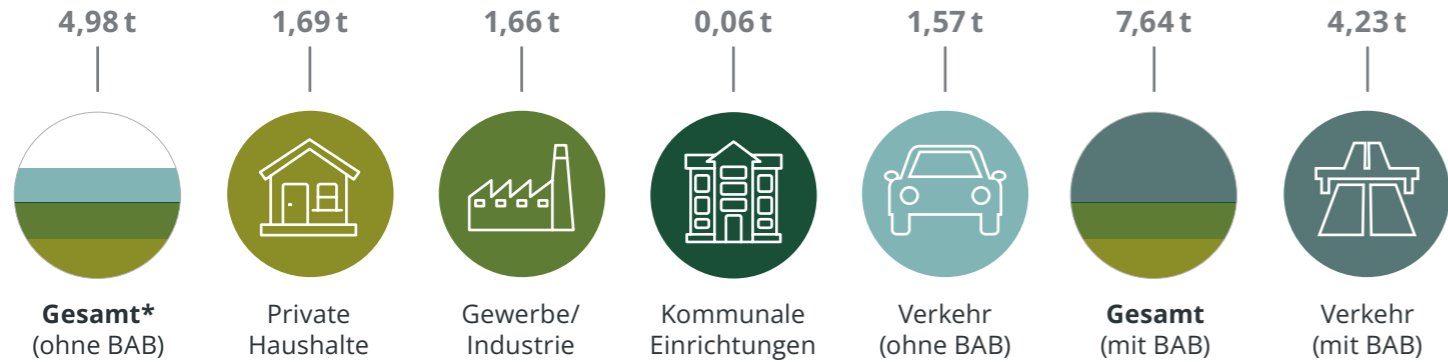 4,98 t
1,69 t
1,66 t
0,06 t
1,57 t
7,64 t
4,23 t
Gesamt*
(ohne BAB)
Private
Haushalte
Gewerbe/
Industrie
Kommunale
Einrichtungen
Verkehr
(ohne BAB)
Gesamt
(mit BAB)
Verkehr
(mit BAB)